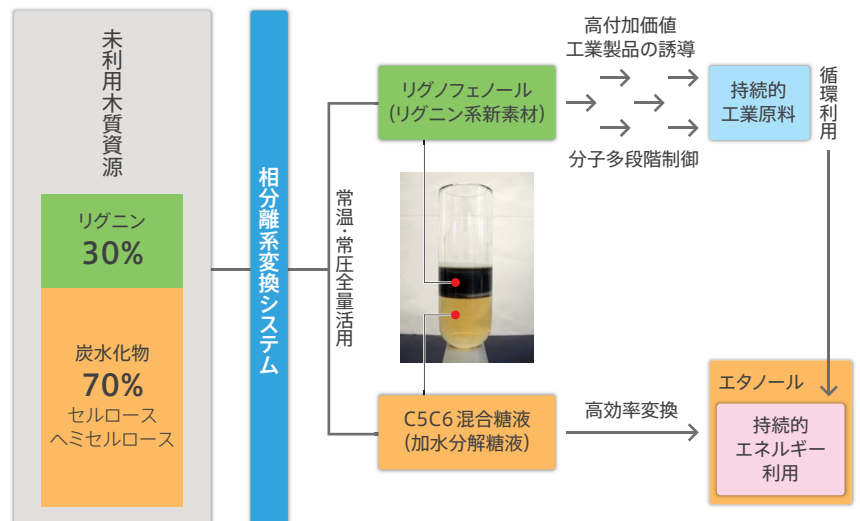 未利用木質資源
リグニン
30%
炭水化物
70%
セルロース
ヘミセルロース
相分離系変換システム
常温・常圧全量活用
リグノフェノール
(リグニン系新素材)
高付加価値
工業製品の誘導
分子多段階制御
持続的
工業原料
循環利用
C5C6混合糖液
(加水分解糖液)
高効率変換
エタノール
持続的
エネルギー
利用